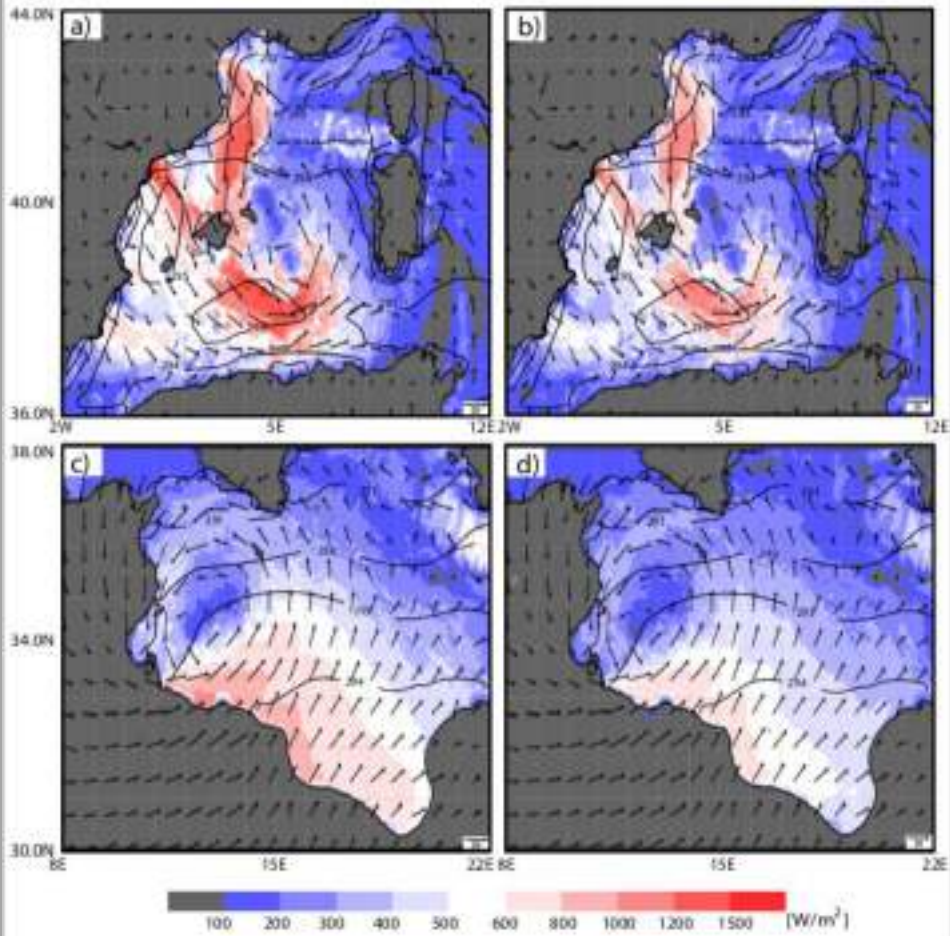 44.0N
a)
b)
40.0N
36.0N
2W 5E 12E 2W 5E 12E
38.0N
c)
d)
34.0N
30.0N
8E 15E 22E 8E 15E 22E
100 200 300 400 500 600 800 1000 1200 1500 [W/m²]